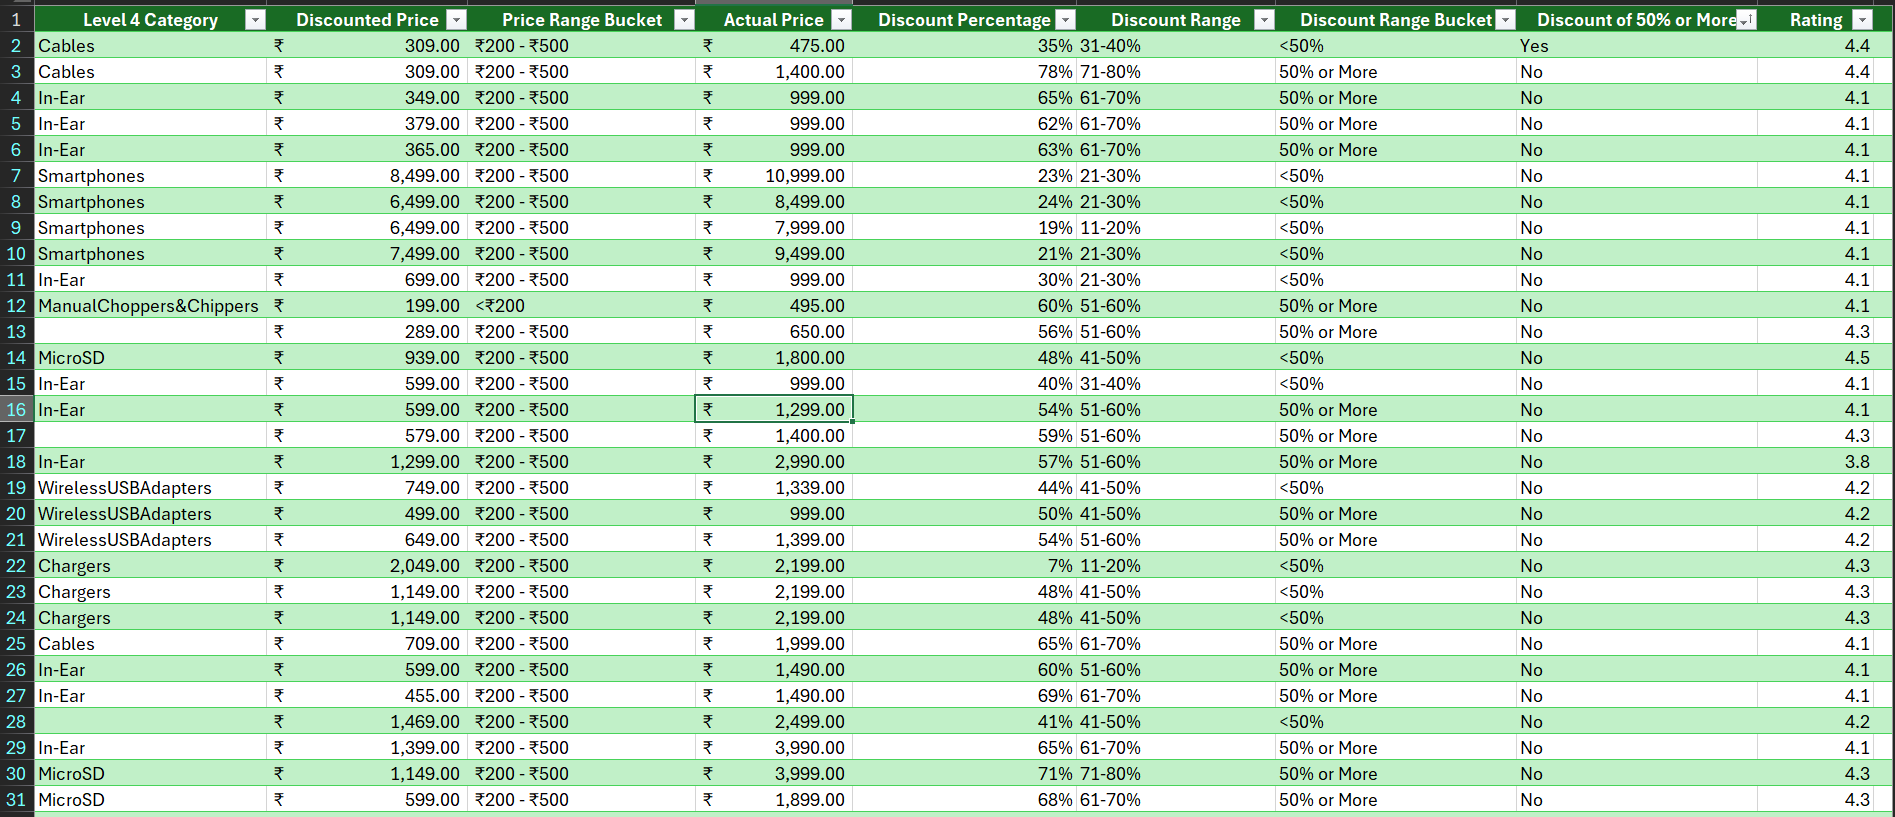 1 Level 4 Category Discounted Price Price Range Bucket Actual Price Discount Percentage Discount Range Discount Range Bucket Discount of 50% or More Rating
2 Cables ₹ 309.00 ₹200 - ₹500 ₹ 475.00 35% 31-40% <50% Yes 4.4
3 Cables ₹ 309.00 ₹200 - ₹500 ₹ 1,400.00 78% 71-80% 50% or More No 4.4
4 In-Ear ₹ 349.00 ₹200 - ₹500 ₹ 999.00 65% 61-70% 50% or More No 4.1
5 In-Ear ₹ 379.00 ₹200 - ₹500 ₹ 999.00 62% 61-70% 50% or More No 4.1
6 In-Ear ₹ 365.00 ₹200 - ₹500 ₹ 999.00 63% 61-70% 50% or More No 4.1
7 Smartphones ₹ 8,499.00 ₹200 - ₹500 ₹ 10,999.00 23% 21-30% <50% No 4.1
8 Smartphones ₹ 6,499.00 ₹200 - ₹500 ₹ 8,499.00 24% 21-30% <50% No 4.1
9 Smartphones ₹ 6,499.00 ₹200 - ₹500 ₹ 7,999.00 19% 11-20% <50% No 4.1
10 Smartphones ₹ 7,499.00 ₹200 - ₹500 ₹ 9,499.00 21% 21-30% <50% No 4.1
11 In-Ear ₹ 699.00 ₹200 - ₹500 ₹ 999.00 30% 21-30% <50% No 4.1
12 ManualChoppers&Chippers ₹ 199.00 <₹200 ₹ 495.00 60% 51-60% 50% or More No 4.1
13 ₹ 289.00 ₹200 - ₹500 ₹ 650.00 56% 51-60% 50% or More No 4.3
14 MicroSD ₹ 939.00 ₹200 - ₹500 ₹ 1,800.00 48% 41-50% <50% No 4.5
15 In-Ear ₹ 599.00 ₹200 - ₹500 ₹ 999.00 40% 31-40% <50% No 4.1
16 In-Ear ₹ 599.00 ₹200 - ₹500 ₹ 1,299.00 54% 51-60% 50% or More No 4.1
17 ₹ 579.00 ₹200 - ₹500 ₹ 1,400.00 59% 51-60% 50% or More No 4.3
18 In-Ear ₹ 1,299.00 ₹200 - ₹500 ₹ 2,990.00 57% 51-60% 50% or More No 3.8
19 WirelessUSBAdapters ₹ 749.00 ₹200 - ₹500 ₹ 1,339.00 44% 41-50% <50% No 4.2
20 WirelessUSBAdapters ₹ 499.00 ₹200 - ₹500 ₹ 999.00 50% 41-50% 50% or More No 4.2
21 WirelessUSBAdapters ₹ 649.00 ₹200 - ₹500 ₹ 1,399.00 54% 51-60% 50% or More No 4.2
22 Chargers ₹ 2,049.00 ₹200 - ₹500 ₹ 2,199.00 7% 11-20% <50% No 4.3
23 Chargers ₹ 1,149.00 ₹200 - ₹500 ₹ 2,199.00 48% 41-50% <50% No 4.3
24 Chargers ₹ 1,149.00 ₹200 - ₹500 ₹ 2,199.00 48% 41-50% <50% No 4.3
25 Cables ₹ 709.00 ₹200 - ₹500 ₹ 1,999.00 65% 61-70% 50% or More No 4.1
26 In-Ear ₹ 599.00 ₹200 - ₹500 ₹ 1,490.00 60% 51-60% 50% or More No 4.1
27 In-Ear ₹ 455.00 ₹200 - ₹500 ₹ 1,490.00 69% 61-70% 50% or More No 4.1
28 ₹ 1,469.00 ₹200 - ₹500 ₹ 2,499.00 41% 41-50% <50% No 4.2
29 In-Ear ₹ 1,399.00 ₹200 - ₹500 ₹ 3,990.00 65% 61-70% 50% or More No 4.1
30 MicroSD ₹ 1,149.00 ₹200 - ₹500 ₹ 3,999.00 71% 71-80% 50% or More No 4.3
31 MicroSD ₹ 599.00 ₹200 - ₹500 ₹ 1,899.00 68% 61-70% 50% or More No 4.3